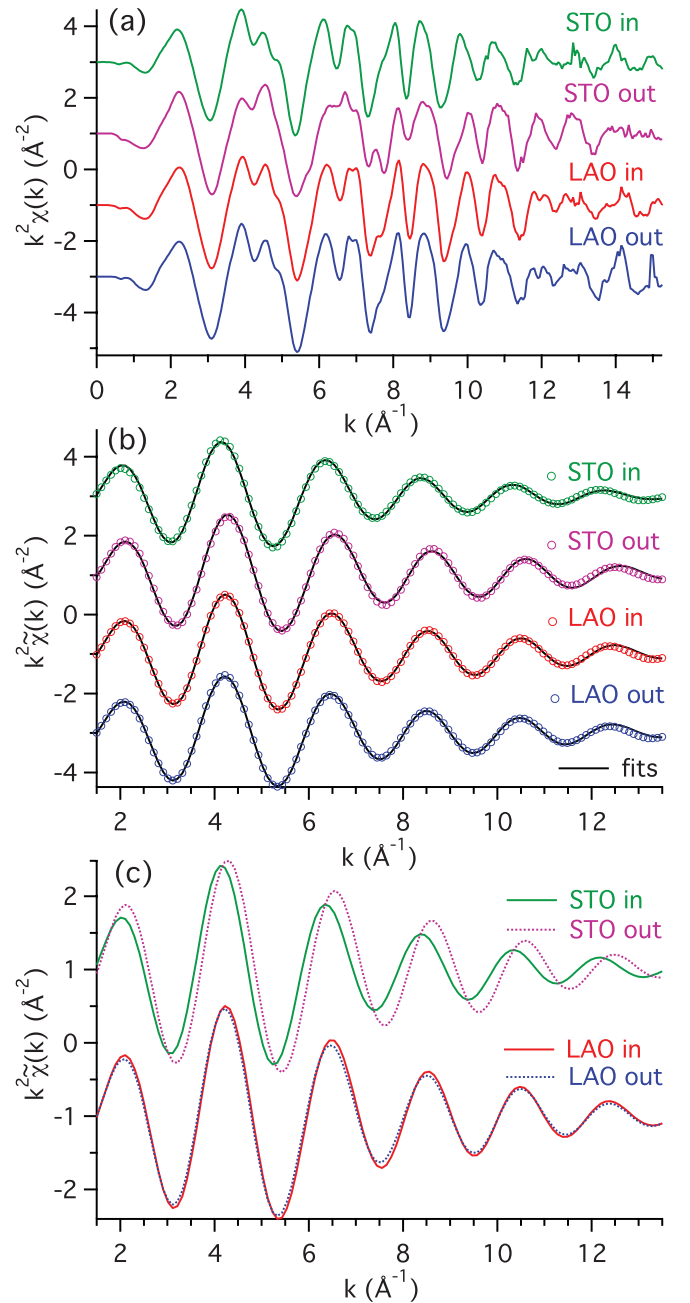 (a)
STO in
STO out
LAO in
LAO out
k²χ(k) (Å⁻²)
4
2
0
-2
-4
0 2 4 6 8 10 12 14
k (Å⁻¹)
(b)
STO in
STO out
LAO in
LAO out
fits
k²χ̃(k) (Å⁻²)
4
2
0
-2
-4
2 4 6 8 10 12
k (Å⁻¹)
(c)
STO in
STO out
LAO in
LAO out
k²χ̃(k) (Å⁻²)
2
1
0
-1
-2
2 4 6 8 10 12
k (Å⁻¹)